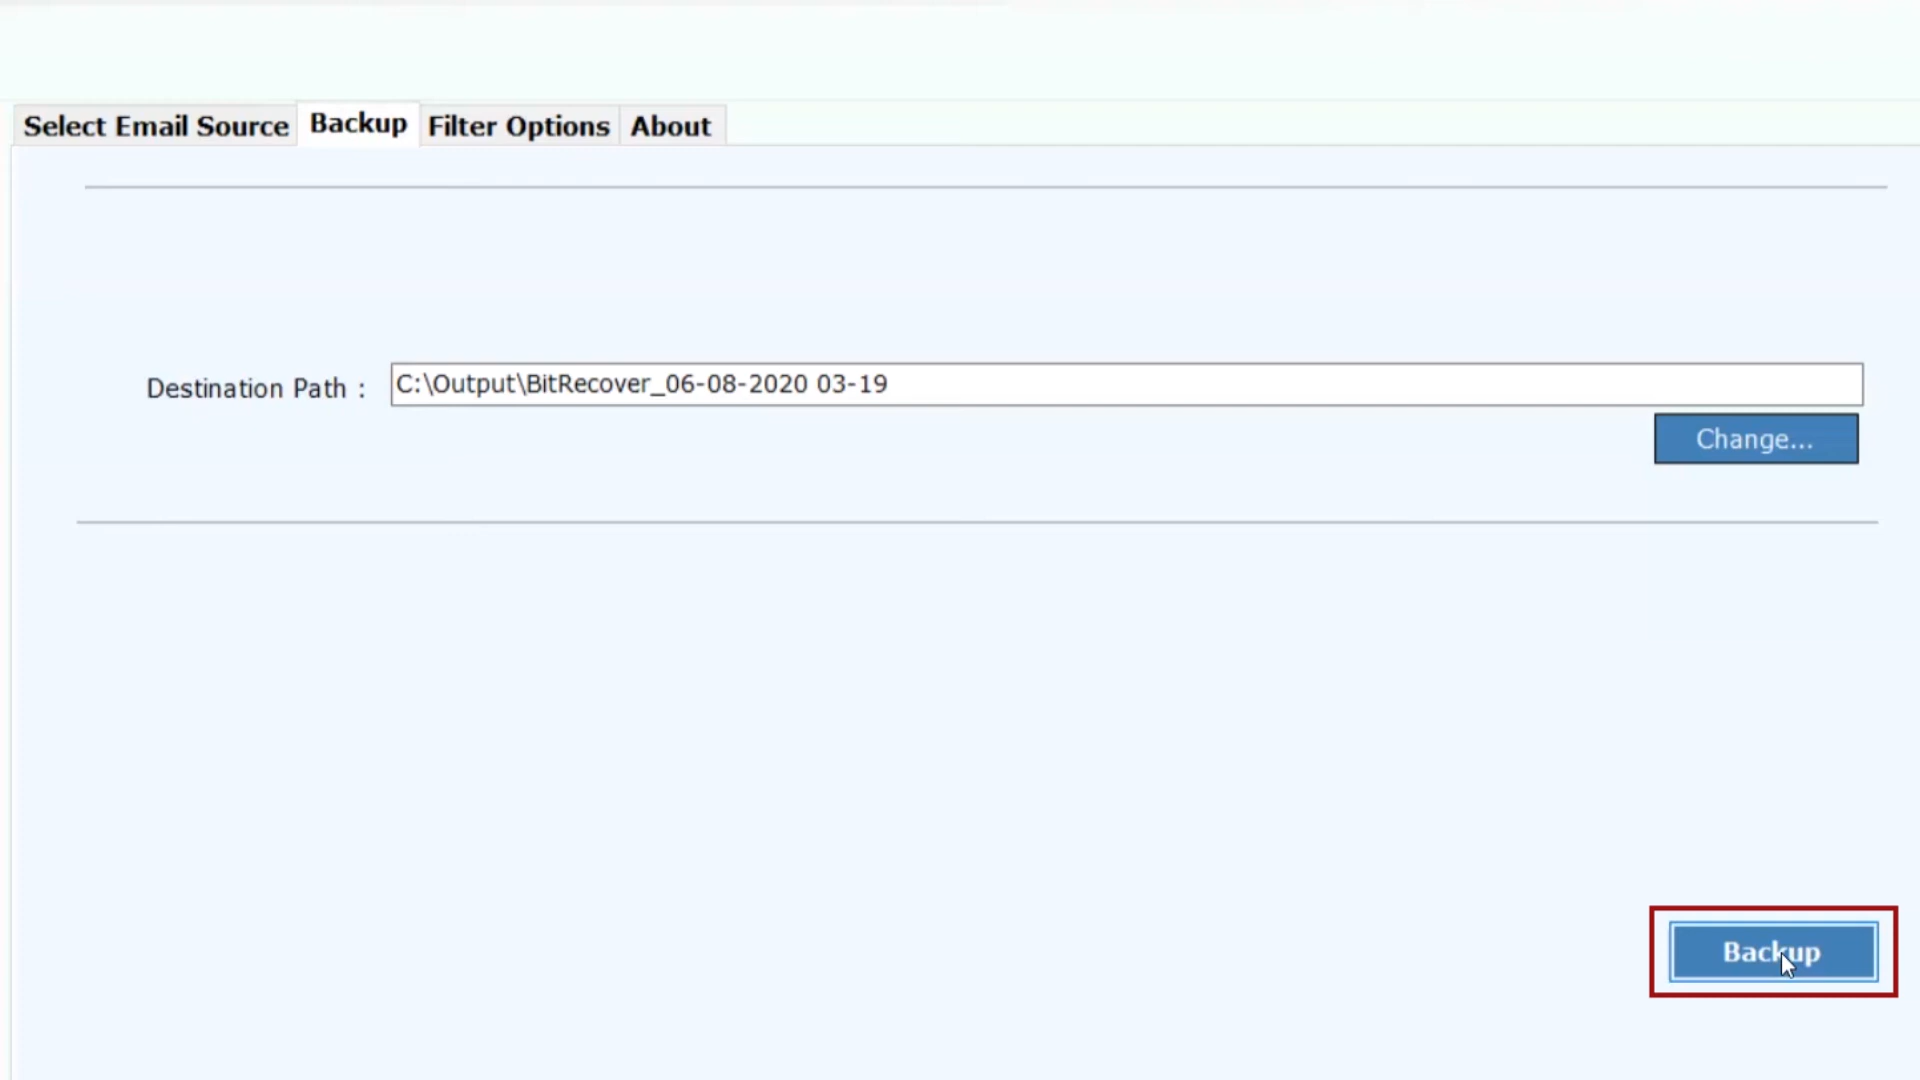 Select Email Source Backup Filter Options About
Destination Path : C:\Output\BitRecover_06-08-2020 03-19
Change...
Backup